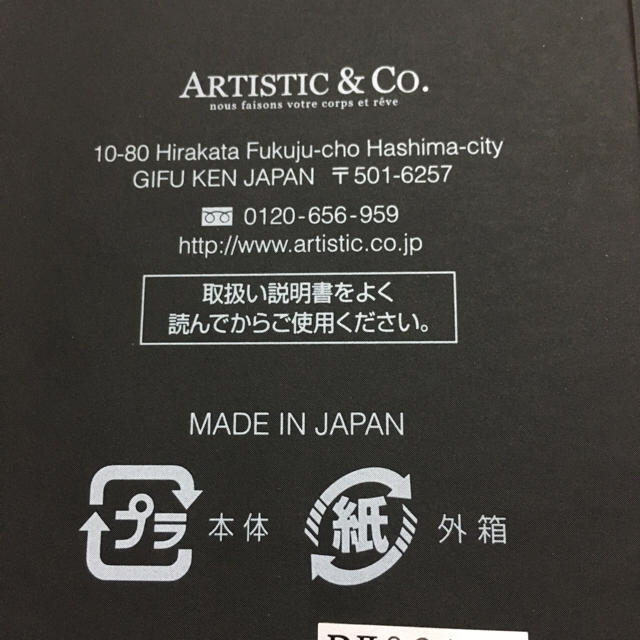 ARTISTIC & CO.
nous faisons votre corps et rêve
10-80 Hirakata Fukuju-cho Hashima-city
GIFU KEN JAPAN 〒501-6257
0120-656-959
http://www.artistic.co.jp
取扱い説明書をよく
読んでからご使用ください。
MADE IN JAPAN
プラ 本体 紙 外箱